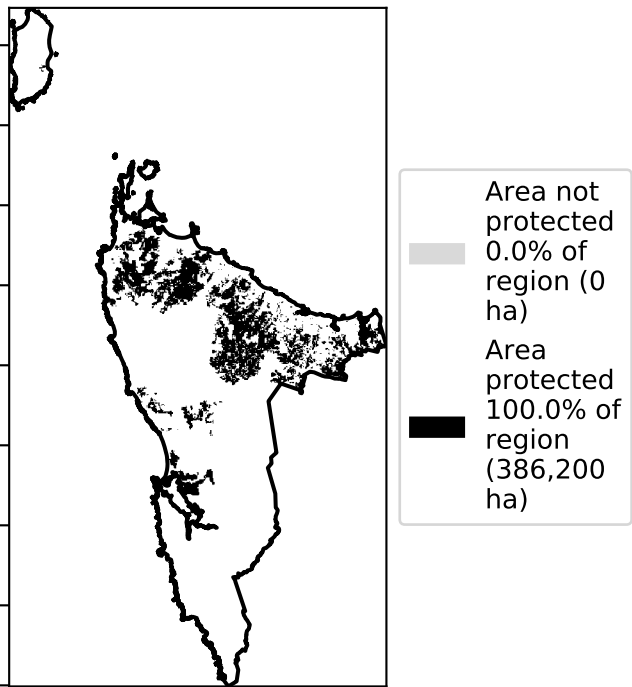 Area not
protected
0.0% of
region (0
ha)
Area
protected
100.0% of
region
(386,200
ha)